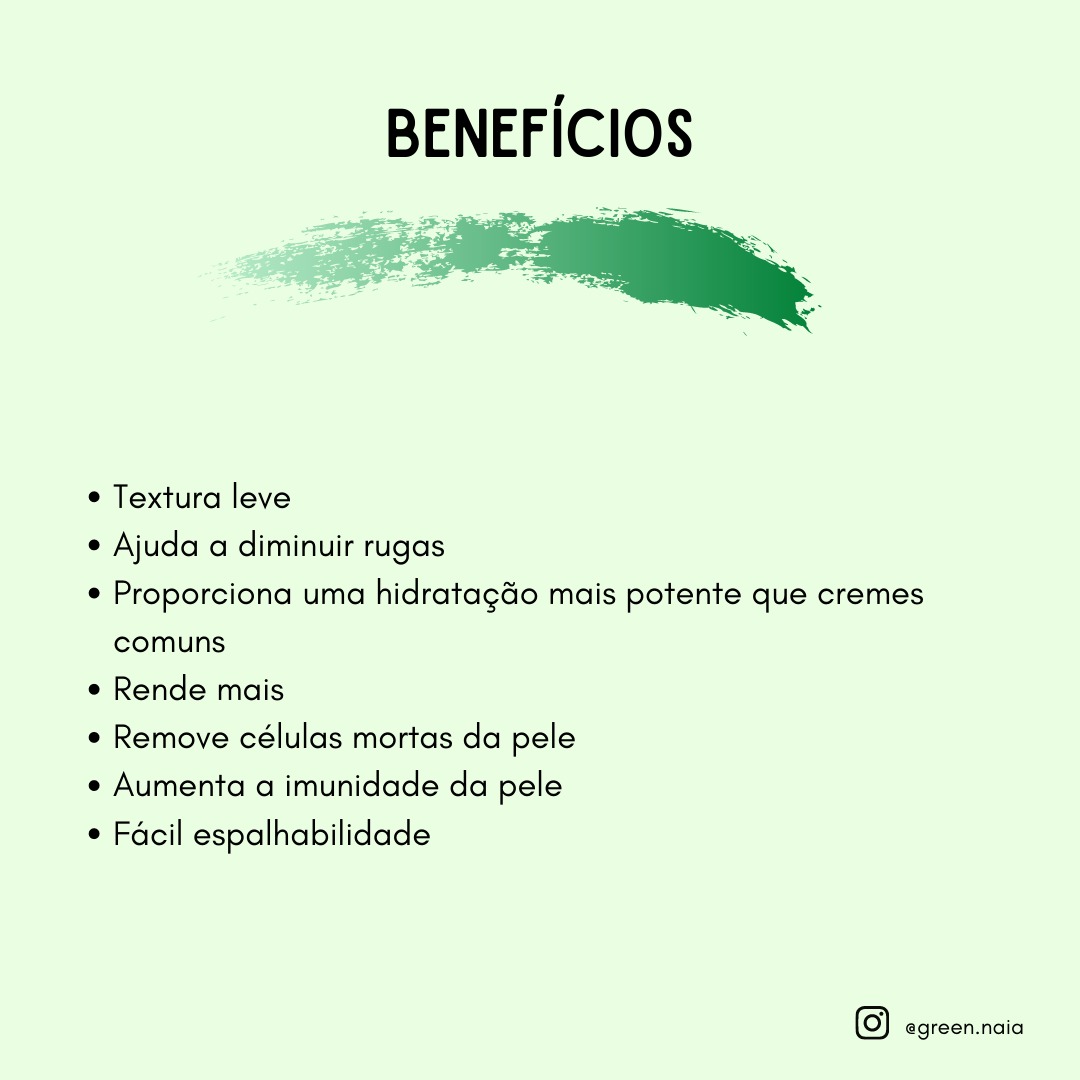 BENEFÍCIOS
• Textura leve
• Ajuda a diminuir rugas
• Proporciona uma hidratação mais potente que cremes
comuns
• Rende mais
• Remove células mortas da pele
• Aumenta a imunidade da pele
• Fácil espalhabilidade
@green.naia